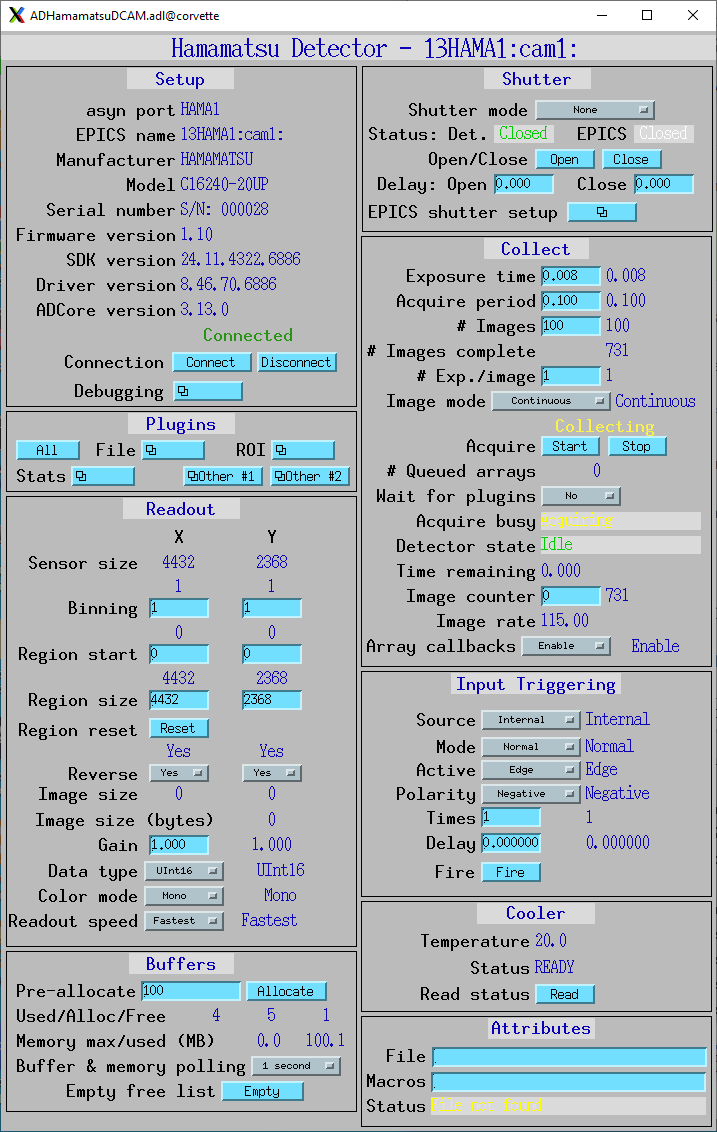 ADHamamatsuDCAM.adl@corvette
Hamamatsu Detector - 13HAMA1:cam1:
Setup
asyn port HAMA1
EPICS name 13HAMA1:cam1:
Manufacturer HAMAMATSU
Model C16240-20UP
Serial number S/N: 000028
Firmware version 1.10
SDK version 24.11.4322.6886
Driver version 8.46.70.6886
ADCore version 3.13.0
Connected
Connection Connect Disconnect
Debugging
Plugins
All File ROI
Stats Other #1 Other #2
Readout
X Y
Sensor size 4432 2368
1 1
Binning 1 1
0 0
Region start 0 0
4432 2368
Region size 4432 2368
Region reset Reset
Yes Yes
Reverse Yes Yes
Image size 0 0
Image size (bytes) 0
Gain 1.000 1.000
Data type UInt16 UInt16
Color mode Mono Mono
Readout speed Fastest Fastest
Buffers
Pre-allocate 100 Allocate
Used/Alloc/Free 4 5 1
Memory max/used (MB) 0.0 100.1
Buffer & memory polling 1 second
Empty free list Empty
Shutter
Shutter mode None
Status: Det. Closed EPICS Closed
Open/Close Open Close
Delay: Open 0.000 Close 0.000
EPICS shutter setup
Collect
Exposure time 0.008 0.008
Acquire period 0.100 0.100
# Images 100 100
# Images complete 731
# Exp./image 1 1
Image mode Continuous Continuous
Collecting
Acquire Start Stop
# Queued arrays 0
Wait for plugins No
Acquire busy
Detector state Idle
Time remaining 0.000
Image counter 0 731
Image rate 115.00
Array callbacks Enable Enable
Input Triggering
Source Internal Internal
Mode Normal Normal
Active Edge Edge
Polarity Negative Negative
Times 1 1
Delay 0.000000 0.000000
Fire Fire
Cooler
Temperature 20.0
Status READY
Read status Read
Attributes
File
Macros
Status File not found